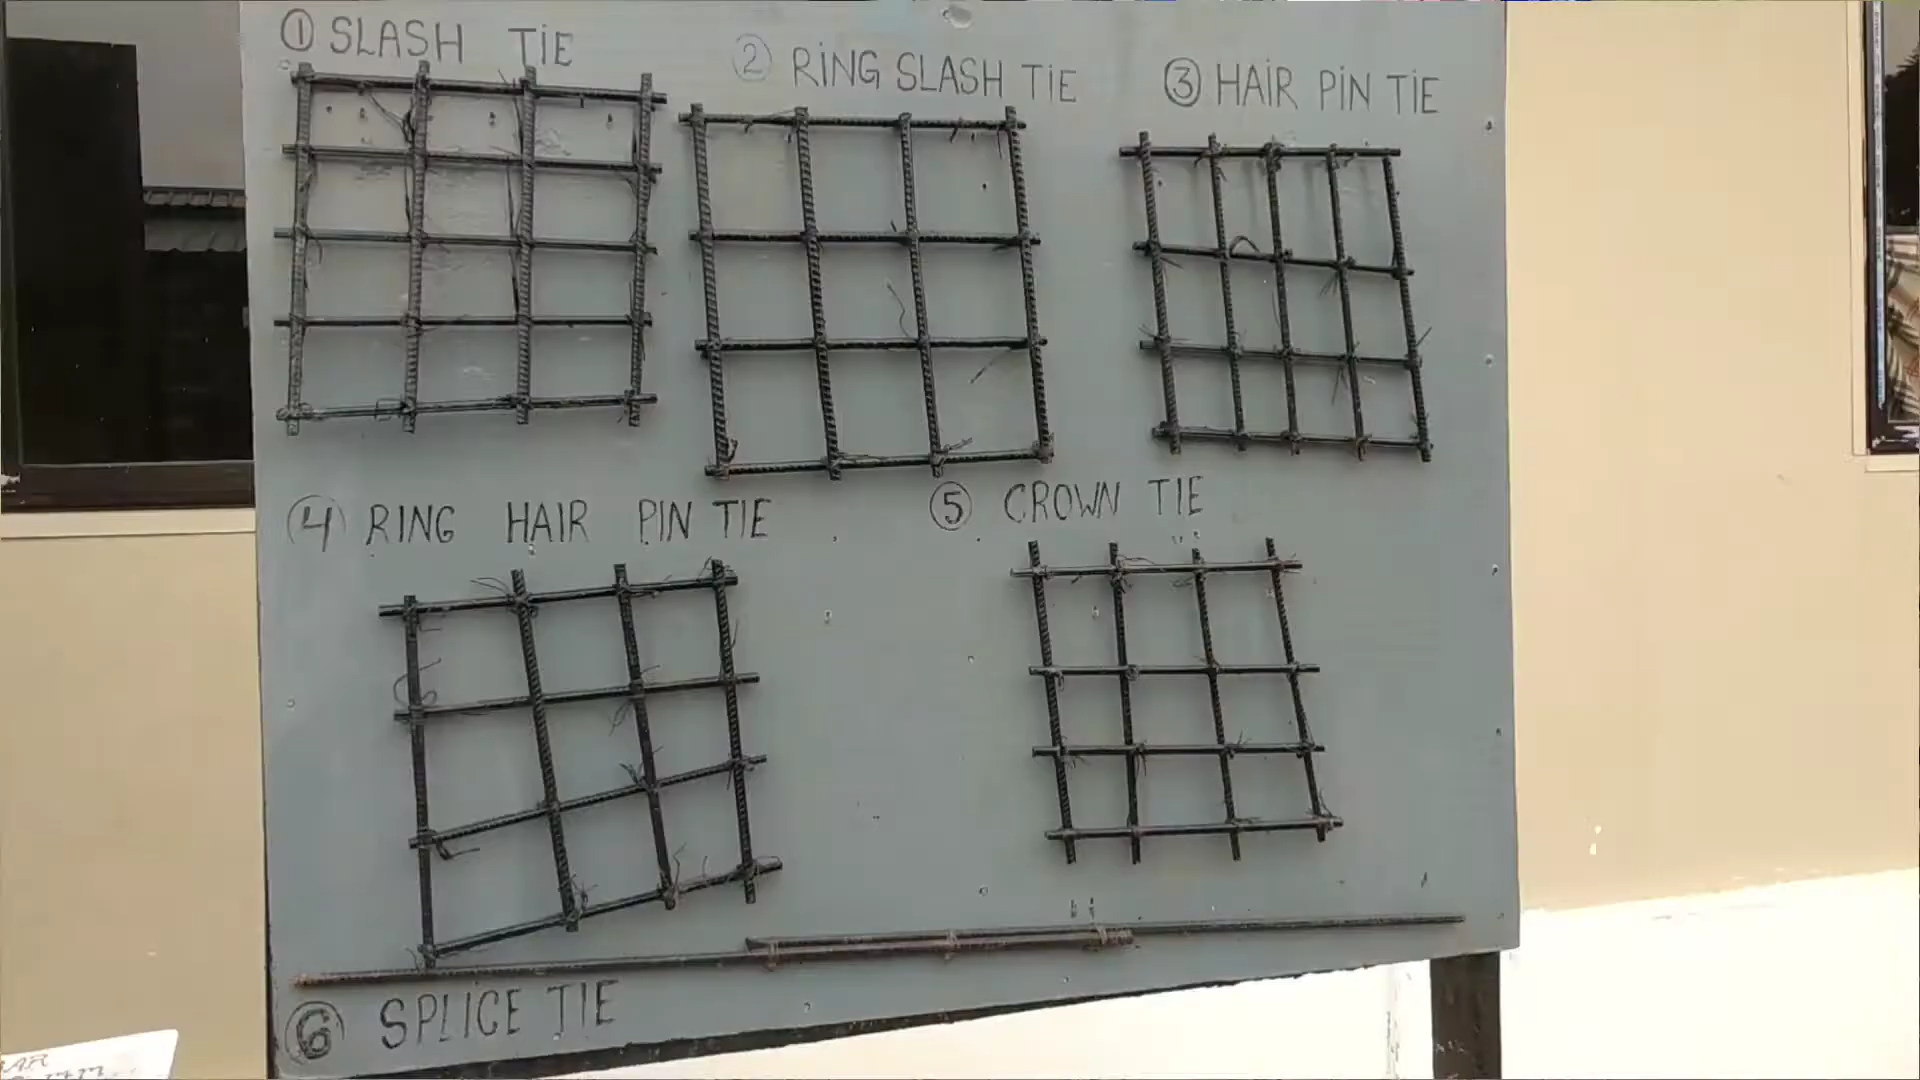 ① SLASH TiE
② RiNG SLASH TiE
③ HAiR PiN TiE
④ RING HAIR PIN TIE
⑤ CROWN TIE
⑥ SPLICE TIE